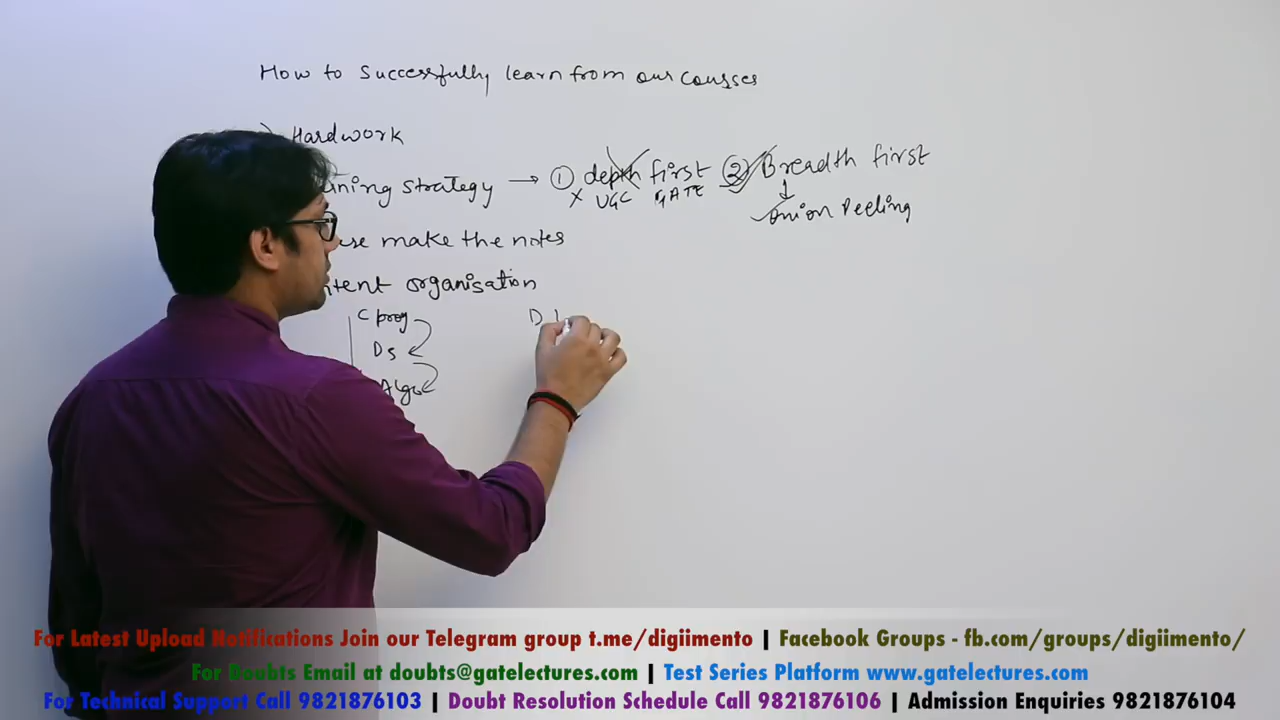 How to Successfully learn from our courses
Hardwork
ning strategy → ① depth first ② Breadth first
x UGC GATE
Onion Peeling
se make the notes
tent organisation
C prog D
Ds
Algo
For Latest Upload Notifications Join our Telegram group t.me/digiimento | Facebook Groups - fb.com/groups/digiimento/
For Doubts Email at doubts@gatelectures.com | Test Series Platform www.gatelectures.com
For Technical Support Call 9821876103 | Doubt Resolution Schedule Call 9821876106 | Admission Enquiries 9821876104